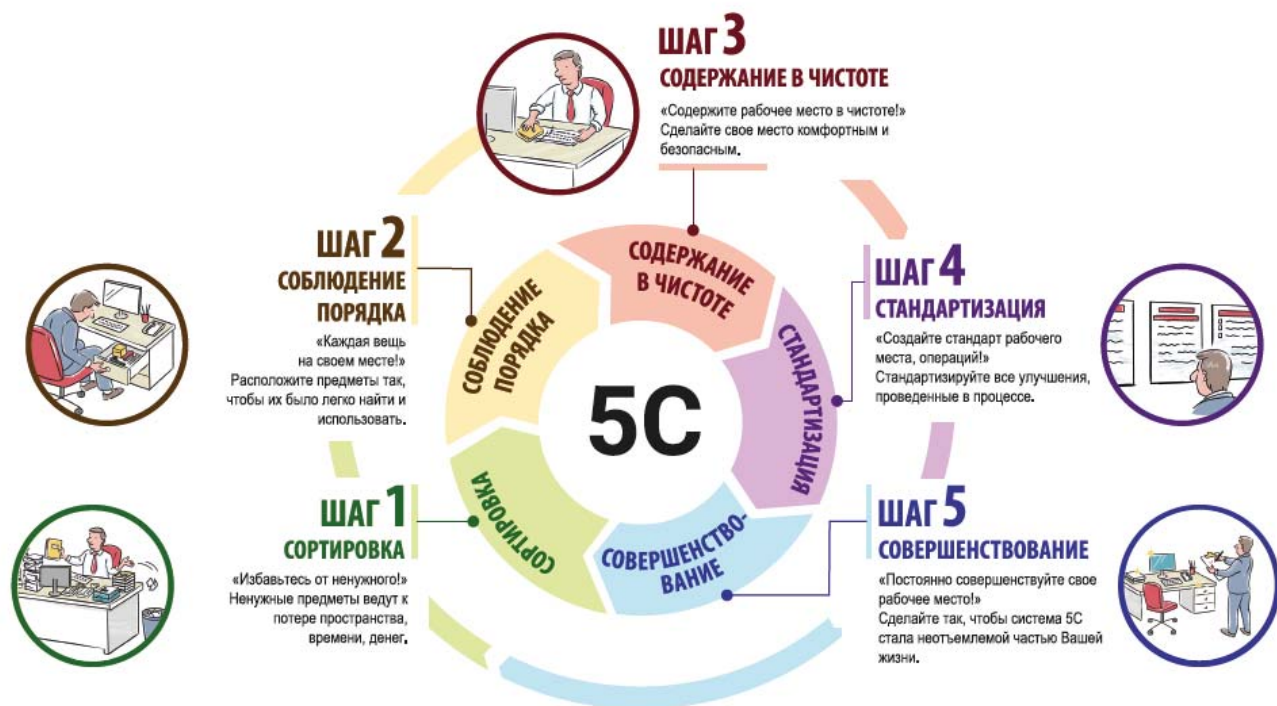 ШАГ 3
СОДЕРЖАНИЕ В ЧИСТОТЕ
«Содержите рабочее место в чистоте!»
Сделайте свое место комфортным и
безопасным.
ШАГ 2
СОБЛЮДЕНИЕ
ПОРЯДКА
«Каждая вещь
на своем месте!»
Расположите предметы так,
чтобы их было легко найти и
использовать.
ШАГ 4
СТАНДАРТИЗАЦИЯ
«Создайте стандарт рабочего
места, операций!»
Стандартизируйте все улучшения,
проведенные в процессе.
ШАГ 1
СОРТИРОВКА
«Избавьтесь от ненужного!»
Ненужные предметы ведут к
потере пространства,
времени, денег.
ШАГ 5
СОВЕРШЕНСТВОВАНИЕ
«Постоянно совершенствуйте свое
рабочее место!»
Сделайте так, чтобы система 5С
стала неотъемлемой частью Вашей
жизни.
5С
СОРТИРОВКА
СОБЛЮДЕНИЕ
ПОРЯДКА
СОДЕРЖАНИЕ
В ЧИСТОТЕ
СТАНДАРТИЗАЦИЯ
СОВЕРШЕНСТВО-
ВАНИЕ